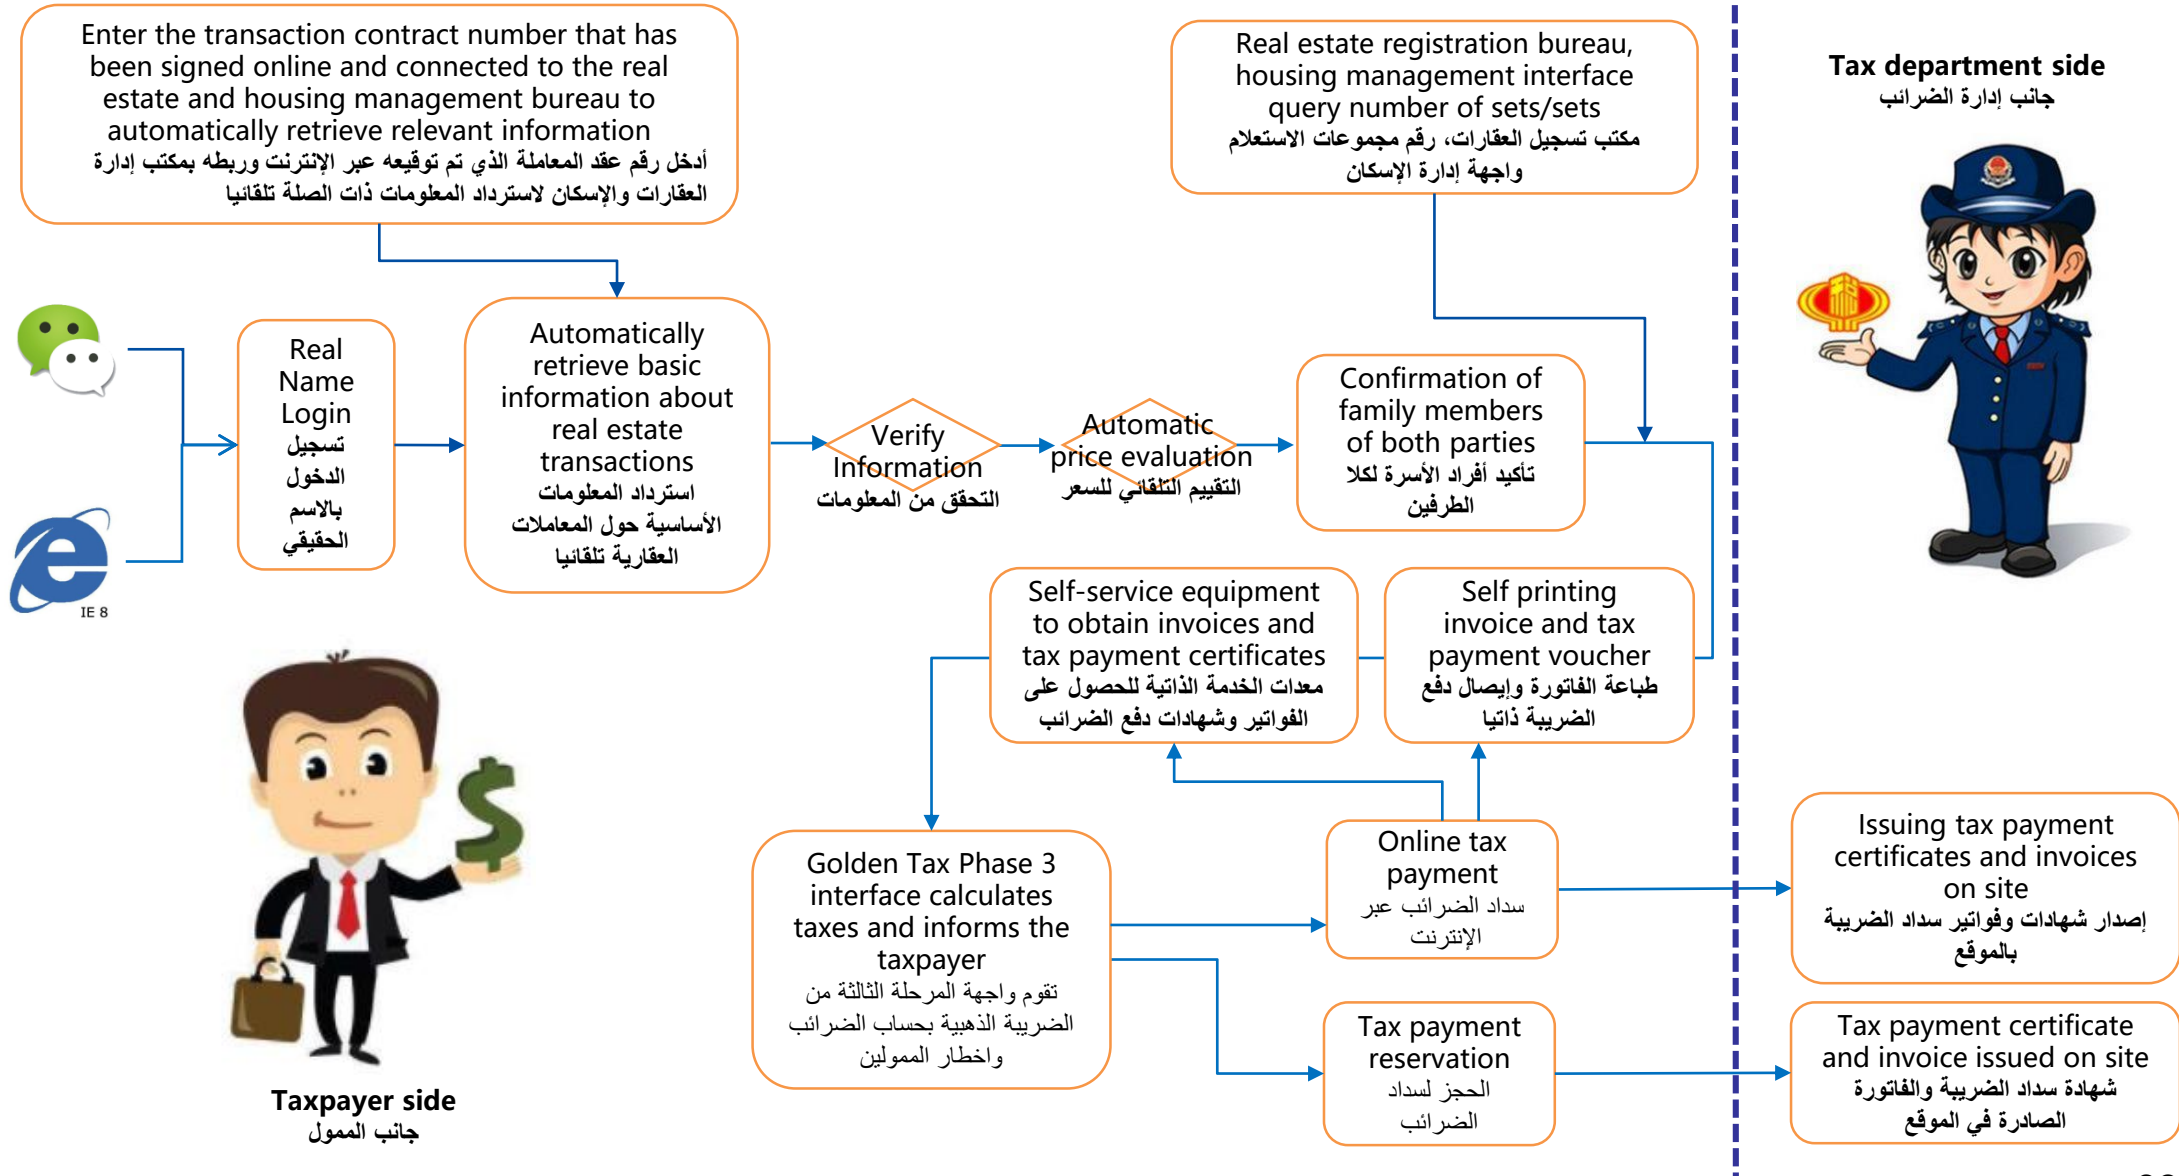 Enter the transaction contract number that has
been signed online and connected to the real
estate and housing management bureau to
automatically retrieve relevant information
أدخل رقم عقد المعاملة الذي تم توقيعه عبر الإنترنت وربطه بمكتب إدارة
العقارات والإسكان لاسترداد المعلومات ذات الصلة تلقائيا
Real estate registration bureau,
housing management interface
query number of sets/sets
مكتب تسجيل العقارات، رقم مجموعات الاستعلام
واجهة إدارة الإسكان
Tax department side
جانب إدارة الضرائب
IE 8
Real
Name
Login
تسجيل
الدخول
بالاسم
الحقيقي
Automatically
retrieve basic
information about
real estate
transactions
استرداد المعلومات
الأساسية حول المعاملات
العقارية تلقائيا
Verify
Information
التحقق من المعلومات
Automatic
price evaluation
التقييم التلقائي للسعر
Confirmation of
family members
of both parties
تأكيد أفراد الأسرة لكلا
الطرفين
Self-service equipment
to obtain invoices and
tax payment certificates
معدات الخدمة الذاتية للحصول على
الفواتير وشهادات دفع الضرائب
Self printing
invoice and tax
payment voucher
طباعة الفاتورة وإيصال دفع
الضريبة ذاتيا
Golden Tax Phase 3
interface calculates
taxes and informs the
taxpayer
تقوم واجهة المرحلة الثالثة من
الضريبة الذهبية بحساب الضرائب
واخطار الممولين
Online tax
payment
سداد الضرائب عبر
الإنترنت
Issuing tax payment
certificates and invoices
on site
إصدار شهادات وفواتير سداد الضريبة
بالموقع
Tax payment
reservation
الحجز لسداد
الضرائب
Tax payment certificate
and invoice issued on site
شهادة سداد الضريبة والفاتورة
الصادرة في الموقع
Taxpayer side
جانب الممول